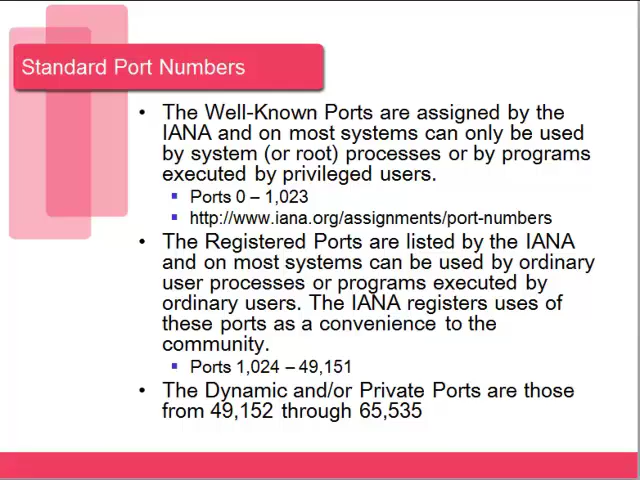 Standard Port Numbers
• The Well-Known Ports are assigned by the
IANA and on most systems can only be used
by system (or root) processes or by programs
executed by privileged users.
▪ Ports 0 – 1,023
▪ http://www.iana.org/assignments/port-numbers
• The Registered Ports are listed by the IANA
and on most systems can be used by ordinary
user processes or programs executed by
ordinary users. The IANA registers uses of
these ports as a convenience to the
community.
▪ Ports 1,024 – 49,151
• The Dynamic and/or Private Ports are those
from 49,152 through 65,535